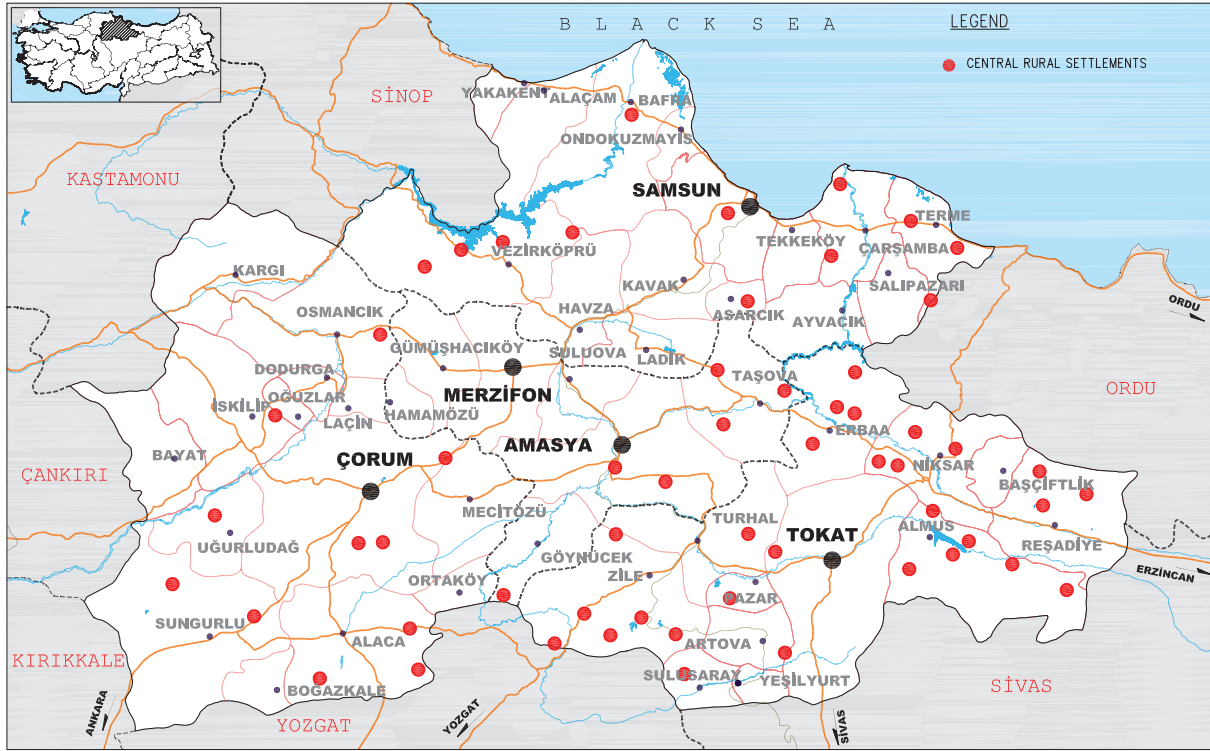 BLACK SEA
LEGEND
CENTRAL RURAL SETTLEMENTS
SİNOP
YAKAKENT
ALAÇAM
BAFRA
ONDOKUZMAYIS
KASTAMONU
SAMSUN
TERME
TEKKEKÖY
ÇARŞAMBA
VEZİRKÖPRÜ
KARGI
KAVAK
SALIPAZARI
ORDU
HAVZA
ASARCIK
AYVACIK
OSMANCIK
GÜMÜŞHACIKÖY
SULUOVA
LADİK
DODURGA
TAŞOVA
ORDU
MERZİFON
OĞUZLAR
İSKİLİP
LAÇİN
HAMAMÖZÜ
AMASYA
ERBAA
BAYAT
ÇORUM
NİKSAR
ÇANKIRI
BAŞÇİFTLİK
MECİTÖZÜ
TURHAL
TOKAT
ALMUS
UĞURLUDAĞ
GÖYNÜCEK
REŞADİYE
ORTAKÖY
ZİLE
ERZİNCAN
PAZAR
SUNGURLU
ALACA
ARTOVA
KIRIKKALE
SULUSARAY
YEŞİLYURT
SİVAS
BOĞAZKALE
ANKARA
YOZGAT
YOZGAT
SİVAS